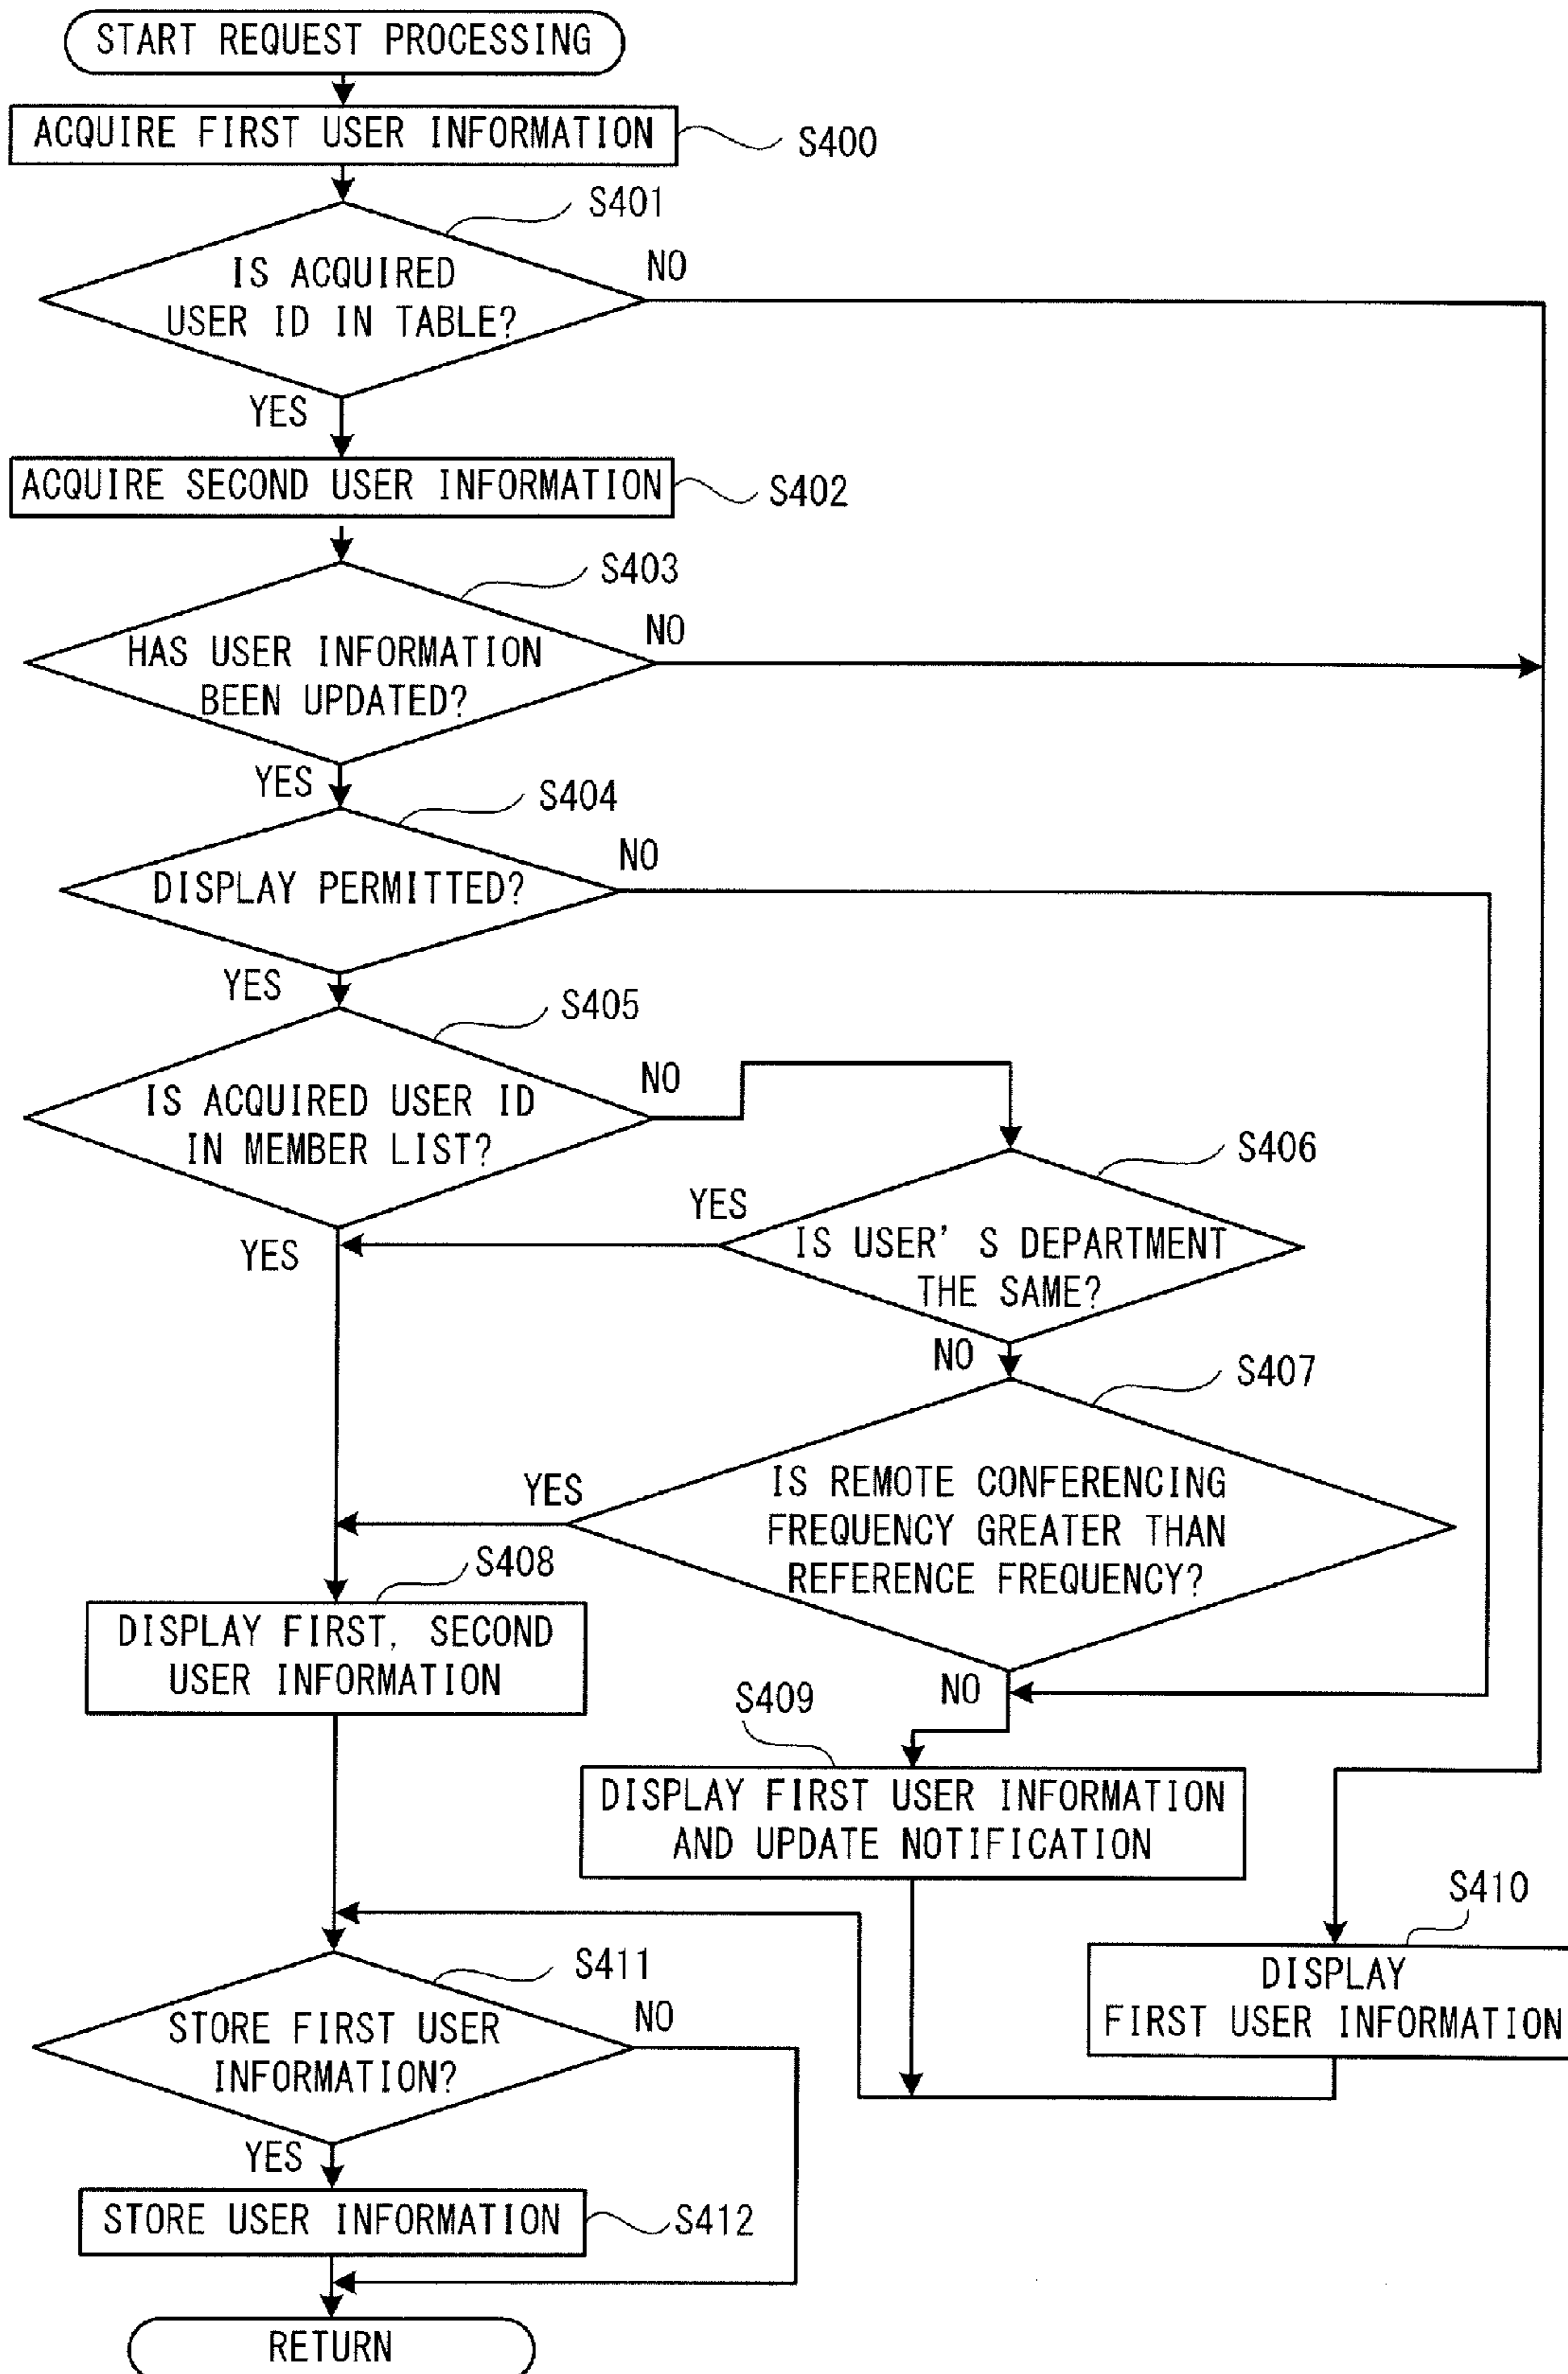 START REQUEST PROCESSING
ACQUIRE FIRST USER INFORMATION
S400
S401
IS ACQUIRED
USER ID IN TABLE?
NO
YES
ACQUIRE SECOND USER INFORMATION
S402
S403
HAS USER INFORMATION
BEEN UPDATED?
NO
YES
S404
DISPLAY PERMITTED?
NO
YES
S405
IS ACQUIRED USER ID
IN MEMBER LIST?
NO
YES
S406
IS USER'S DEPARTMENT
THE SAME?
YES
NO
S407
IS REMOTE CONFERENCING
FREQUENCY GREATER THAN
REFERENCE FREQUENCY?
YES
NO
S408
DISPLAY FIRST, SECOND
USER INFORMATION
S409
DISPLAY FIRST USER INFORMATION
AND UPDATE NOTIFICATION
S410
DISPLAY
FIRST USER INFORMATION
S411
STORE FIRST USER
INFORMATION?
NO
YES
STORE USER INFORMATION
S412
RETURN